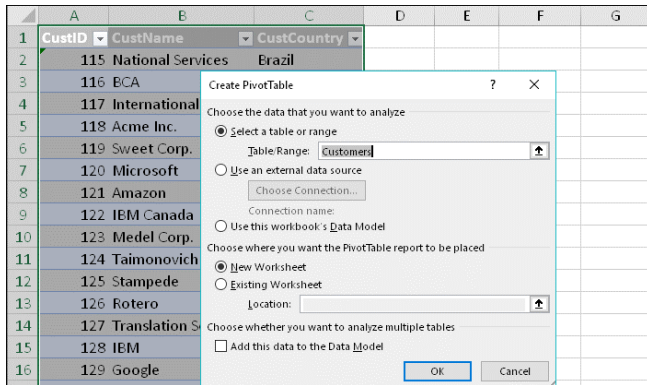 A B C D E F G
1 CustID CustName CustCountry
2 115 National Services Brazil
3 116 BCA
4 117 International
5 118 Acme Inc.
6 119 Sweet Corp.
7 120 Microsoft
8 121 Amazon
9 122 IBM Canada
10 123 Medel Corp.
11 124 Taimonovich
12 125 Stampede
13 126 Rotero
14 127 Translation S
15 128 IBM
16 129 Google
Create PivotTable ? ×
Choose the data that you want to analyze
Select a table or range
Table/Range: Customers
Use an external data source
Choose Connection...
Connection name:
Use this workbook's Data Model
Choose where you want the PivotTable report to be placed
New Worksheet
Existing Worksheet
Location:
Choose whether you want to analyze multiple tables
Add this data to the Data Model
OK Cancel